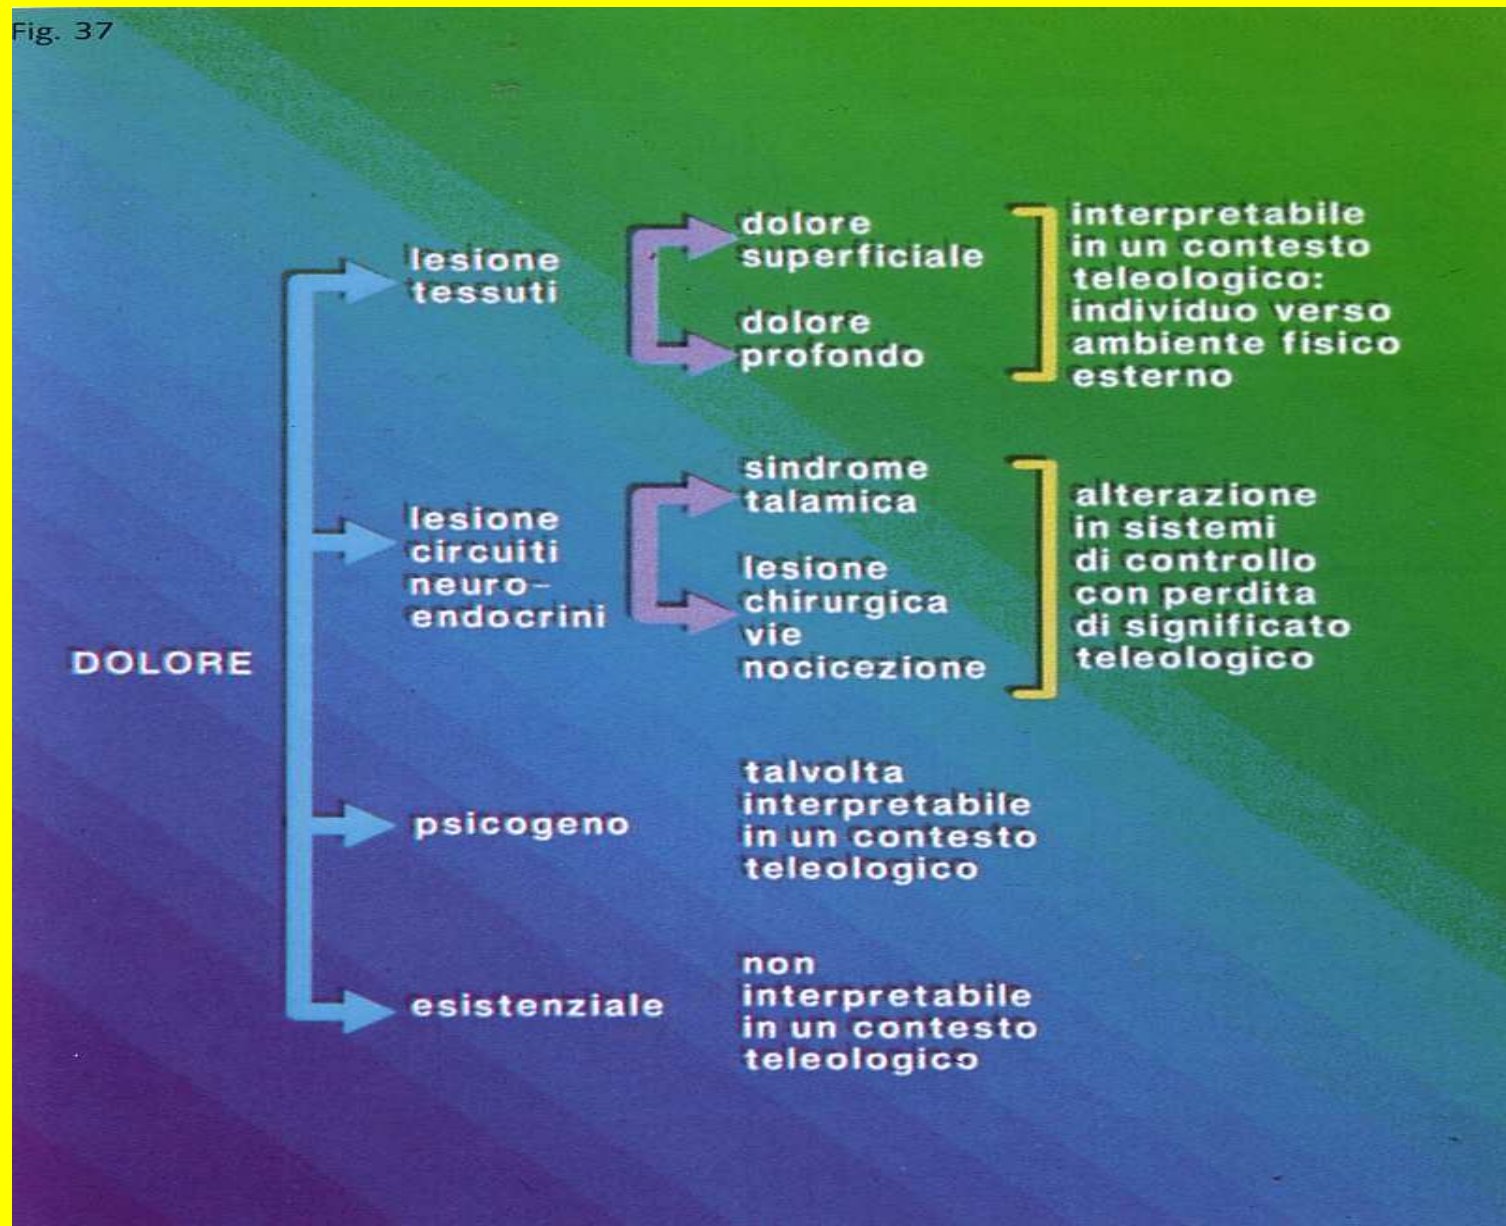 Fig. 37
DOLORE
lesione
tessuti
dolore
superficiale
dolore
profondo
interpretabile
in un contesto
teleologico:
individuo verso
ambiente fisico
esterno
lesione
circuiti
neuro-
endocrini
sindrome
talamica
lesione
chirurgica
vie
nocicezione
alterazione
in sistemi
di controllo
con perdita
di significato
teleologico
psicogeno
talvolta
interpretabile
in un contesto
teleologico
esistenziale
non
interpretabile
in un contesto
teleologico